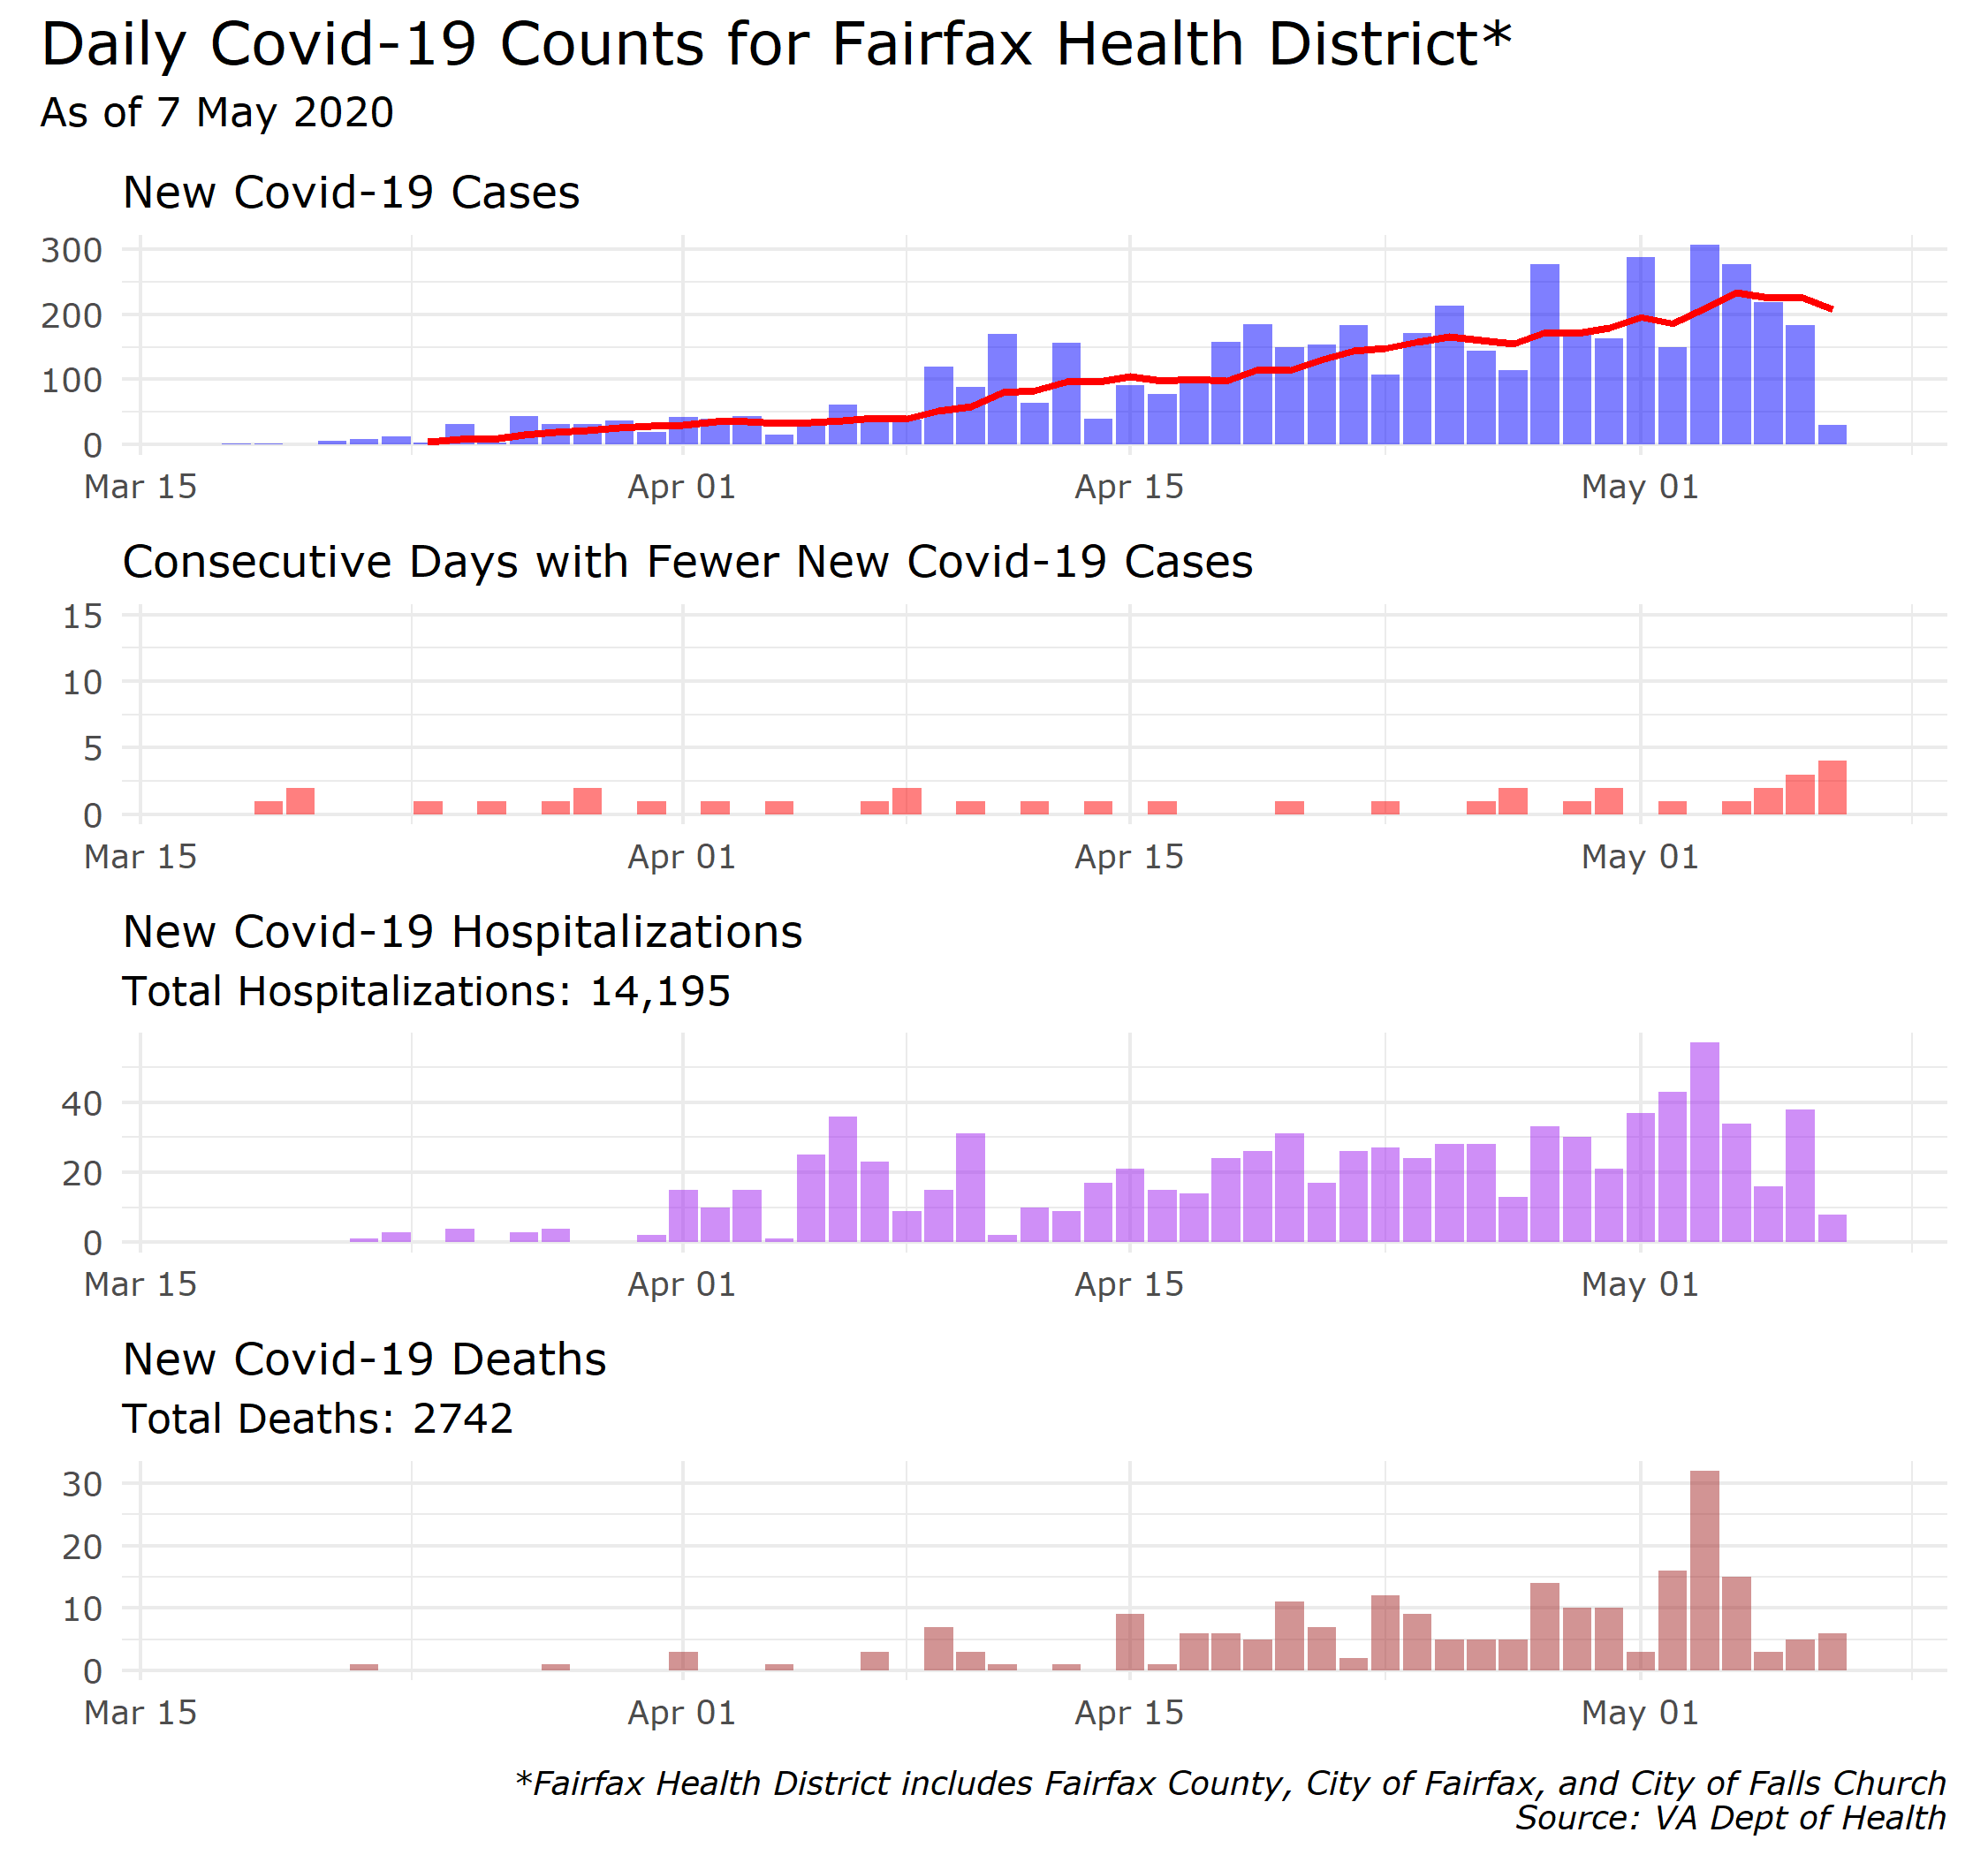 Daily Covid-19 Counts for Fairfax Health District*
As of 7 May 2020
New Covid-19 Cases
300
200
100
0
Mar 15 Apr 01 Apr 15 May 01
Consecutive Days with Fewer New Covid-19 Cases
15
10
5
0
Mar 15 Apr 01 Apr 15 May 01
New Covid-19 Hospitalizations
Total Hospitalizations: 14,195
40
20
0
Mar 15 Apr 01 Apr 15 May 01
New Covid-19 Deaths
Total Deaths: 2742
30
20
10
0
Mar 15 Apr 01 Apr 15 May 01
*Fairfax Health District includes Fairfax County, City of Fairfax, and City of Falls Church
Source: VA Dept of Health